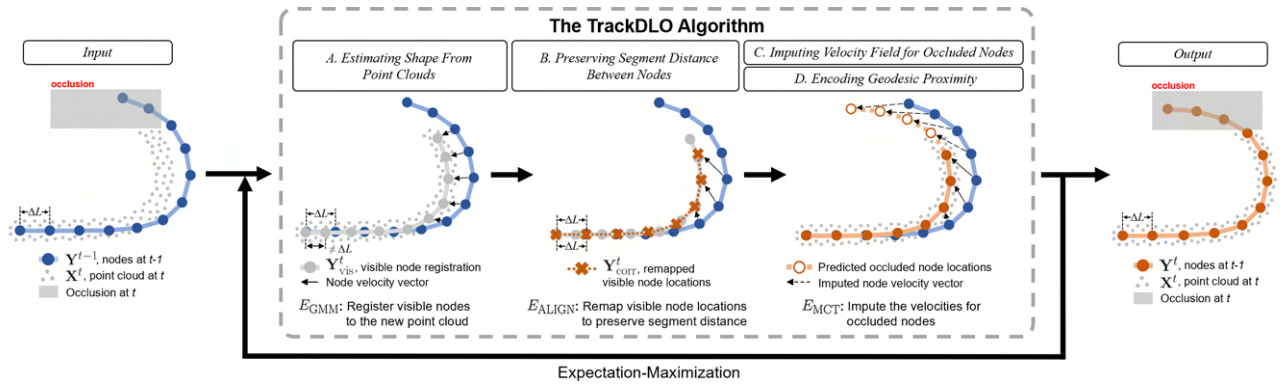 The TrackDLO Algorithm
Input
occlusion
ΔL
Y^{t−1}, nodes at t-1
X^t, point cloud at t
Occlusion at t
A. Estimating Shape From
Point Clouds
ΔL
≠ ΔL
Y^t_vis, visible node registration
Node velocity vector
E_GMM: Register visible nodes
to the new point cloud
B. Preserving Segment Distance
Between Nodes
ΔL
ΔL
Y^t_corr, remapped
visible node locations
E_ALIGN: Remap visible node locations
to preserve segment distance
C. Imputing Velocity Field for Occluded Nodes
D. Encoding Geodesic Proximity
Predicted occluded node locations
Imputed node velocity vector
E_MCT: Impute the velocities for
occluded nodes
Output
occlusion
ΔL
Y^t, nodes at t-1
X^t, point cloud at t
Occlusion at t
Expectation-Maximization